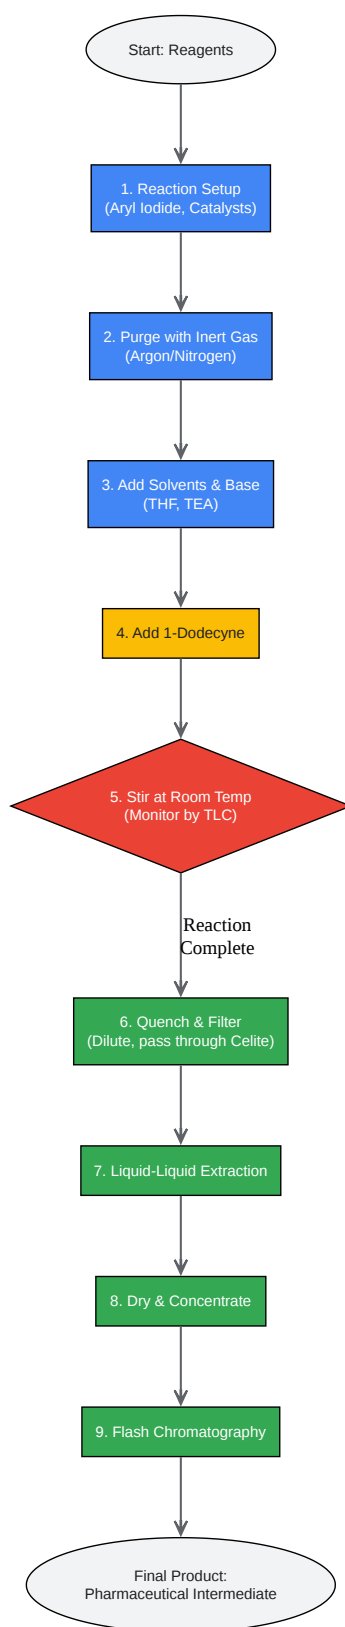 Start: Reagents
1. Reaction Setup
(Aryl Iodide, Catalysts)
2. Purge with Inert Gas
(Argon/Nitrogen)
3. Add Solvents & Base
(THF, TEA)
4. Add 1-Dodecyne
5. Stir at Room Temp
(Monitor by TLC)
Reaction
Complete
6. Quench & Filter
(Dilute, pass through Celite)
7. Liquid-Liquid Extraction
8. Dry & Concentrate
9. Flash Chromatography
Final Product:
Pharmaceutical Intermediate